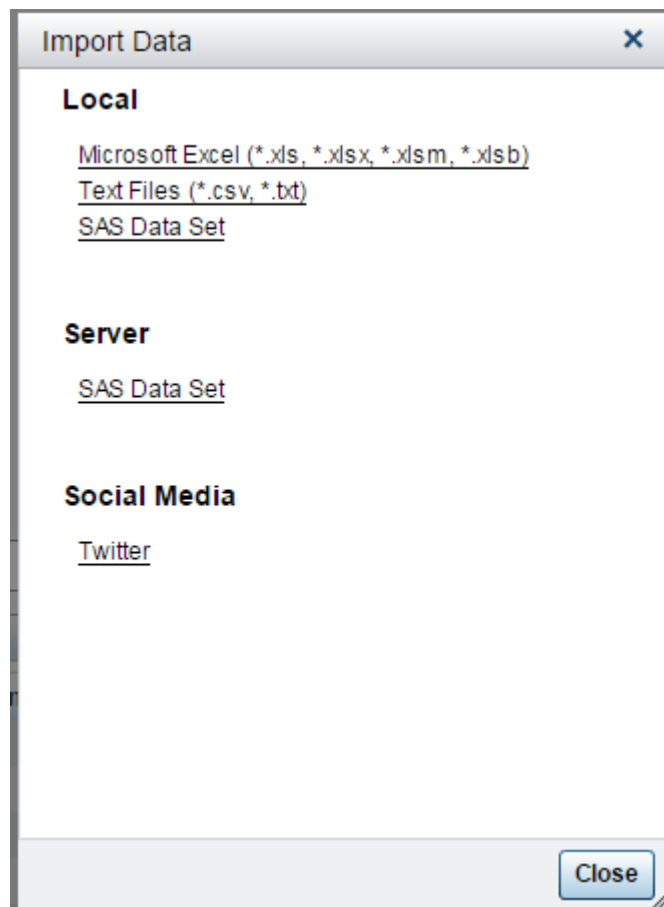 Import Data
Local
Microsoft Excel (*.xls, *.xlsx, *.xlsm, *.xlsb)
Text Files (*.csv, *.txt)
SAS Data Set
Server
SAS Data Set
Social Media
Twitter
Close